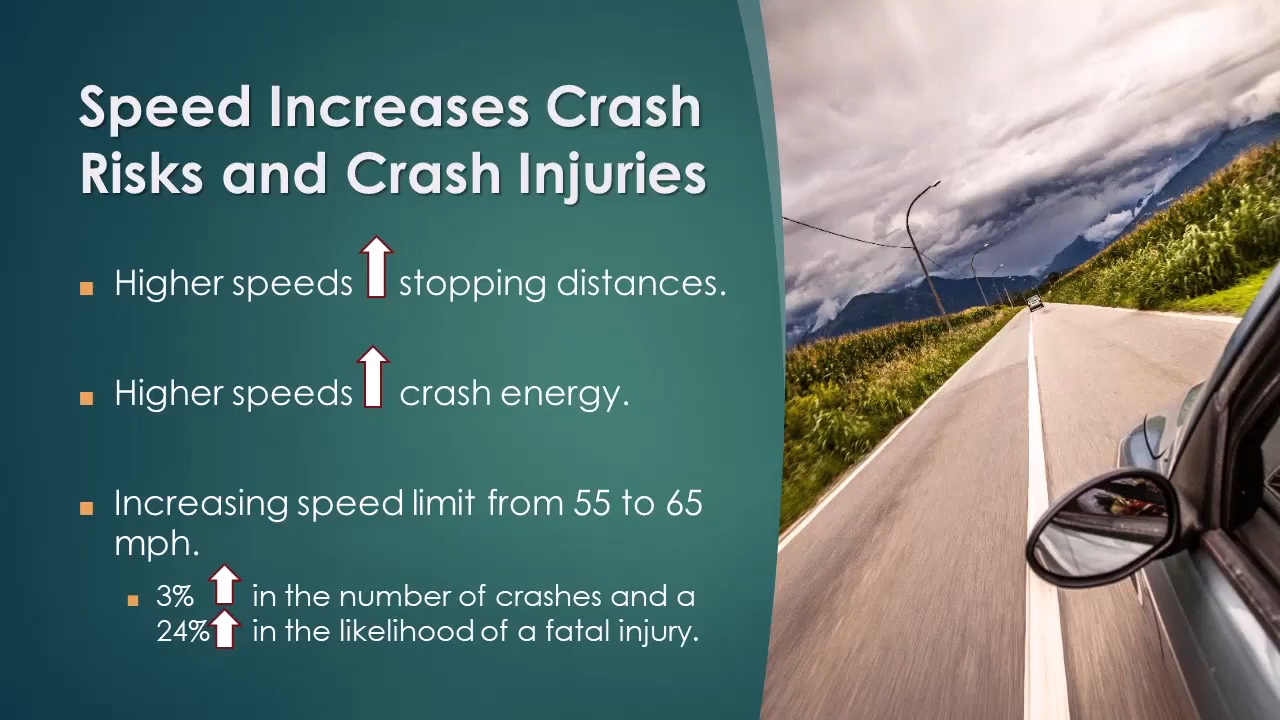 Speed Increases Crash
Risks and Crash Injuries
Higher speeds stopping distances.
Higher speeds crash energy.
Increasing speed limit from 55 to 65
mph.
3% in the number of crashes and a
24% in the likelihood of a fatal injury.